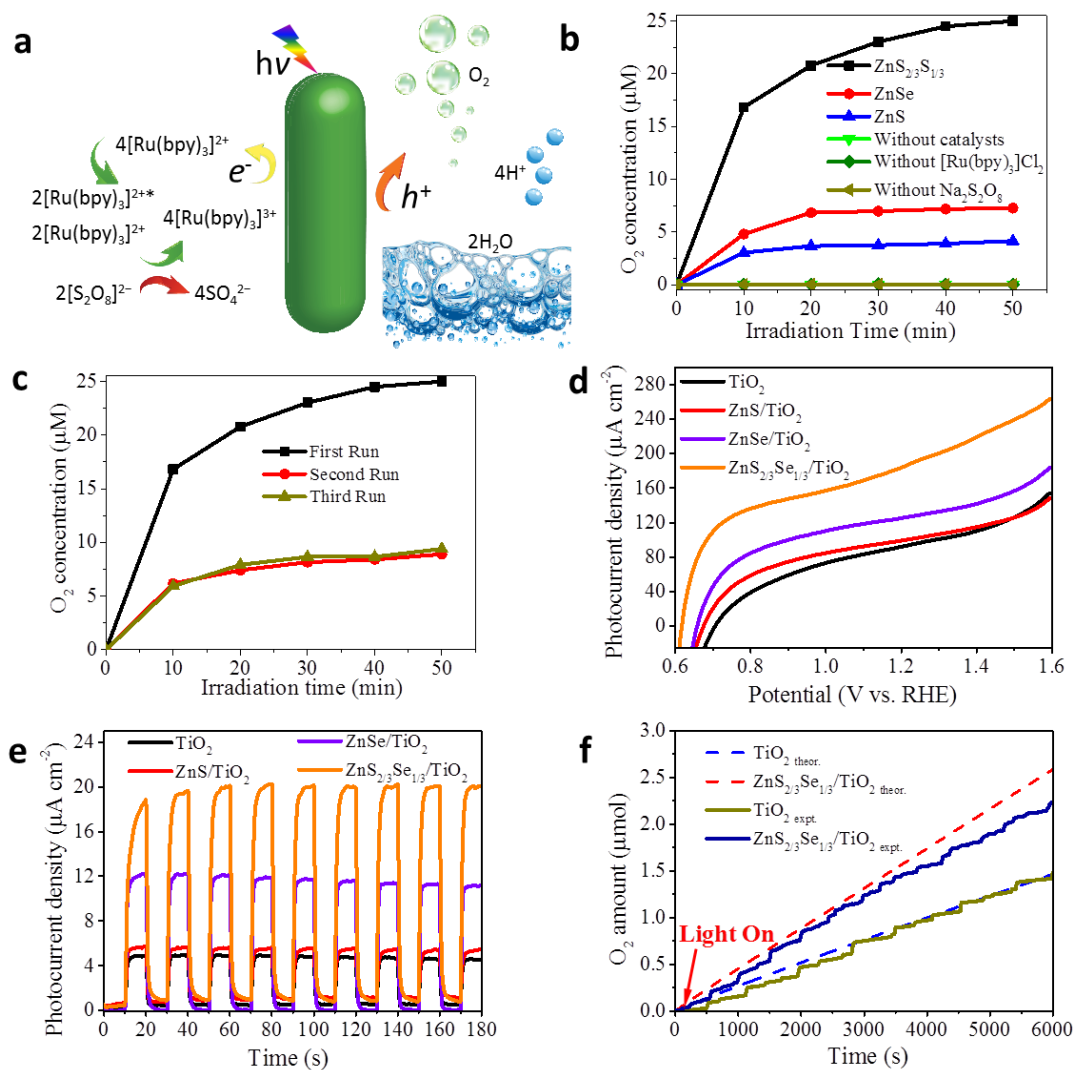 a
hν
O₂
4[Ru(bpy)₃]²⁺
e⁻
h⁺
4H⁺
2[Ru(bpy)₃]²⁺*
2[Ru(bpy)₃]²⁺
4[Ru(bpy)₃]³⁺
2H₂O
2[S₂O₈]²⁻
4SO₄²⁻
b
O₂ concentration (μM)
25
20
15
10
5
0
ZnS₂/₃S₁/₃
ZnSe
ZnS
Without catalysts
Without [Ru(bpy)₃]Cl₂
Without Na₂S₂O₈
0 10 20 30 40 50
Irradiation Time (min)
c
O₂ concentration (μM)
25
20
15
10
5
0
First Run
Second Run
Third Run
0 10 20 30 40 50
Irradiation time (min)
d
Photocurrent density (μA cm⁻²)
280
240
200
160
120
80
40
0
TiO₂
ZnS/TiO₂
ZnSe/TiO₂
ZnS₂/₃Se₁/₃/TiO₂
0.6 0.8 1.0 1.2 1.4 1.6
Potential (V vs. RHE)
e
Photocurrent density (μA cm⁻²)
24
20
16
12
8
4
0
TiO₂
ZnS/TiO₂
ZnSe/TiO₂
ZnS₂/₃Se₁/₃/TiO₂
0 20 40 60 80 100 120 140 160 180
Time (s)
f
O₂ amount (μmol)
3.0
2.5
2.0
1.5
1.0
0.5
0.0
TiO₂ theor.
ZnS₂/₃Se₁/₃/TiO₂ theor.
TiO₂ expt.
ZnS₂/₃Se₁/₃/TiO₂ expt.
Light On
0 1000 2000 3000 4000 5000 6000
Time (s)